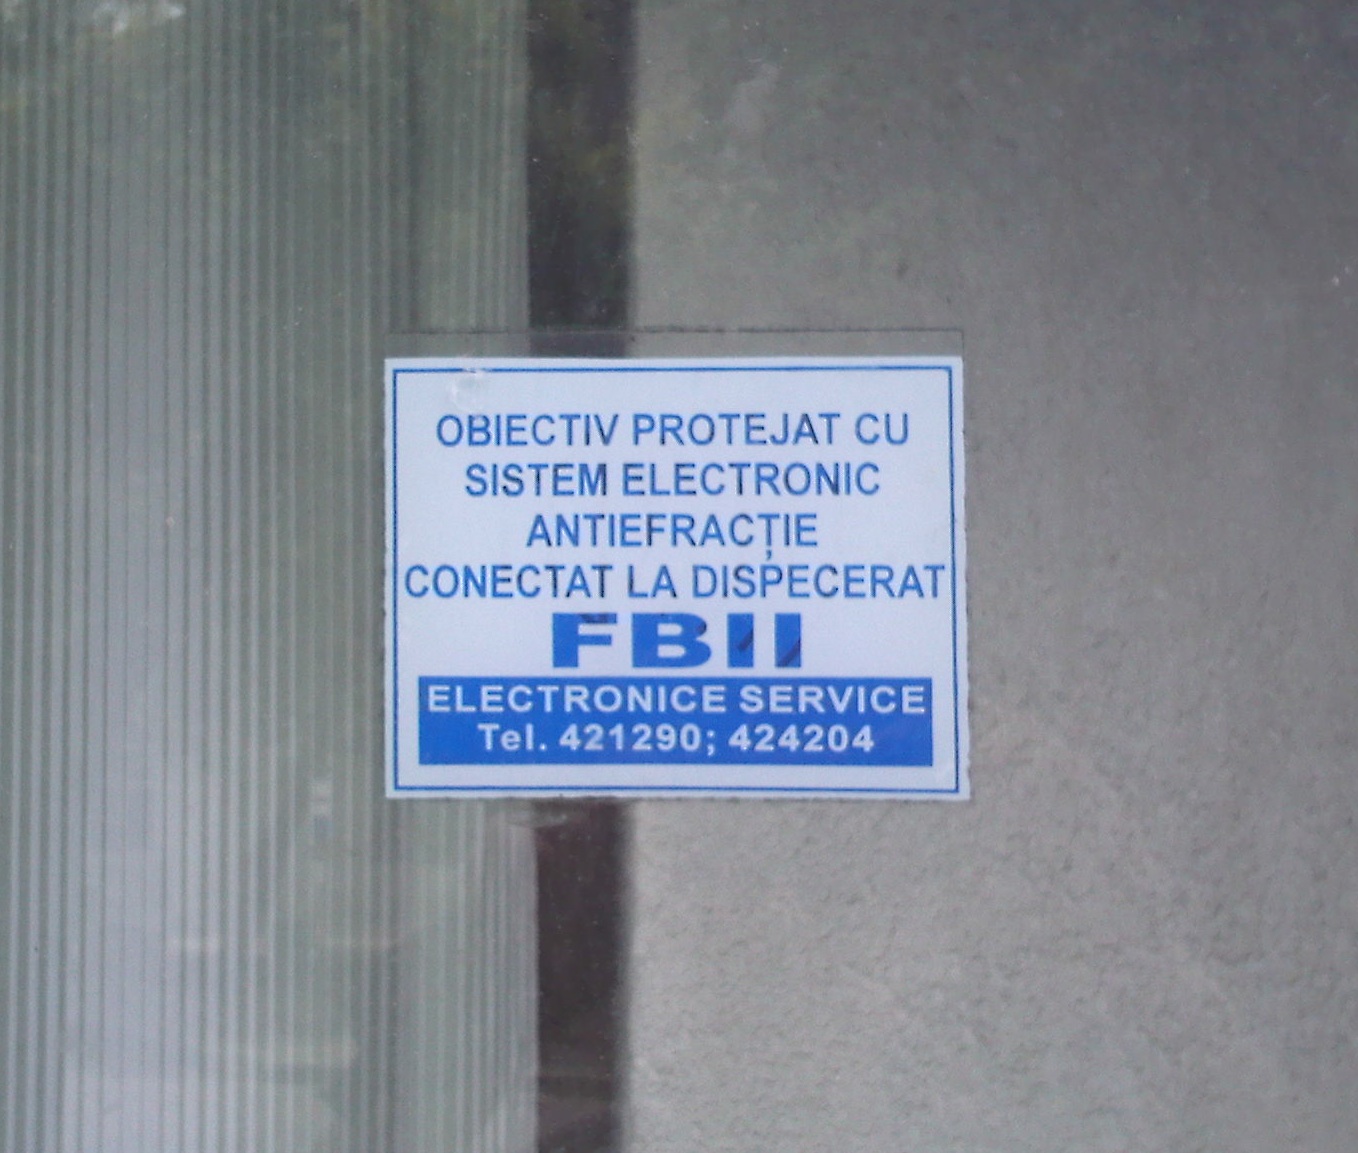 OBIECTIV PROTEJAT CU
SISTEM ELECTRONIC
ANTIEFRACȚIE
CONECTAT LA DISPECERAT
FBII
ELECTRONICE SERVICE
Tel. 421290; 424204